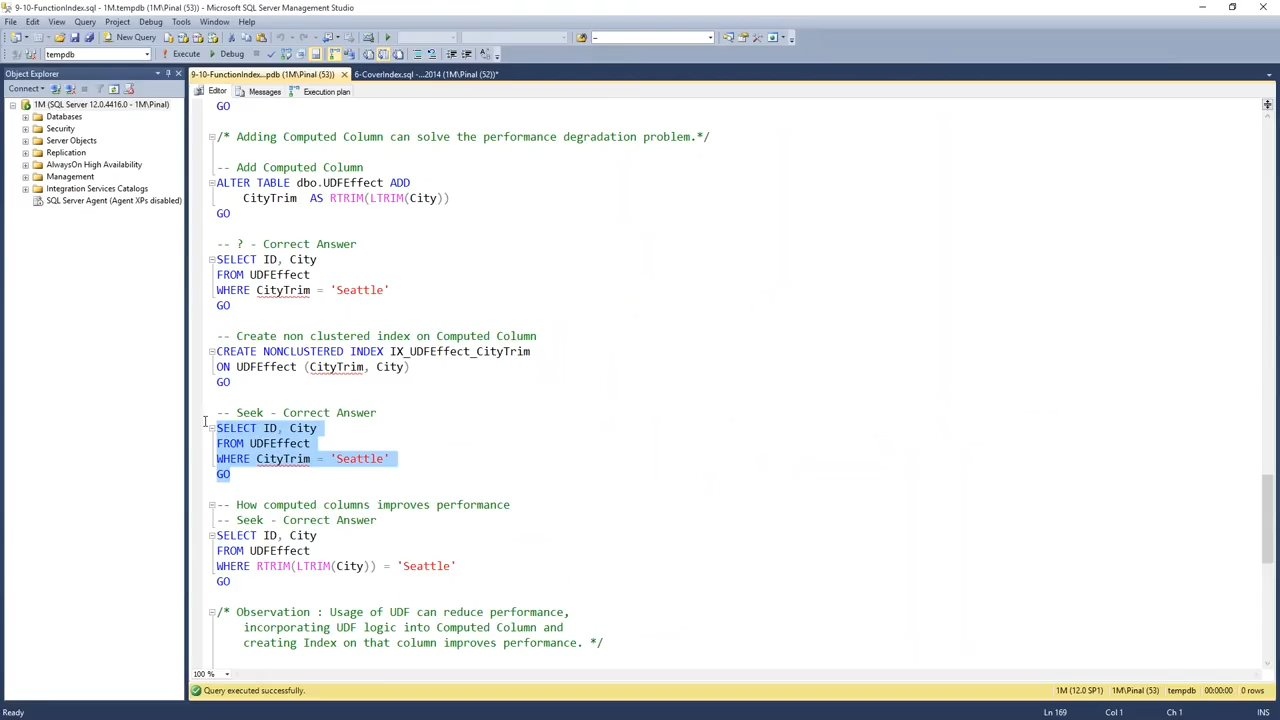 9-10-FunctionIndex.sql - 1M.tempdb (1M\Pinal (53)) - Microsoft SQL Server Management Studio
File Edit View Query Project Debug Tools Window Help
New Query
tempdb Execute Debug
Object Explorer
9-10-FunctionIndex...pdb (1M\Pinal (53)) 6-CoverIndex.sql -...2014 (1M\Pinal (52))*
Connect
Editor Messages Execution plan
1M (SQL Server 12.0.4416.0 - 1M\Pinal)
Databases
Security
Server Objects
Replication
AlwaysOn High Availability
Management
Integration Services Catalogs
SQL Server Agent (Agent XPs disabled)
GO
/* Adding Computed Column can solve the performance degradation problem.*/
-- Add Computed Column
ALTER TABLE dbo.UDFEffect ADD
CityTrim AS RTRIM(LTRIM(City))
GO
-- ? - Correct Answer
SELECT ID, City
FROM UDFEffect
WHERE CityTrim = 'Seattle'
GO
-- Create non clustered index on Computed Column
CREATE NONCLUSTERED INDEX IX_UDFEffect_CityTrim
ON UDFEffect (CityTrim, City)
GO
-- Seek - Correct Answer
SELECT ID, City
FROM UDFEffect
WHERE CityTrim = 'Seattle'
GO
-- How computed columns improves performance
-- Seek - Correct Answer
SELECT ID, City
FROM UDFEffect
WHERE RTRIM(LTRIM(City)) = 'Seattle'
GO
/* Observation : Usage of UDF can reduce performance,
incorporating UDF logic into Computed Column and
creating Index on that column improves performance. */
100 %
Query executed successfully. 1M (12.0 SP1) 1M\Pinal (53) tempdb 00:00:00 0 rows
Ready Ln 169 Col 1 Ch 1 INS